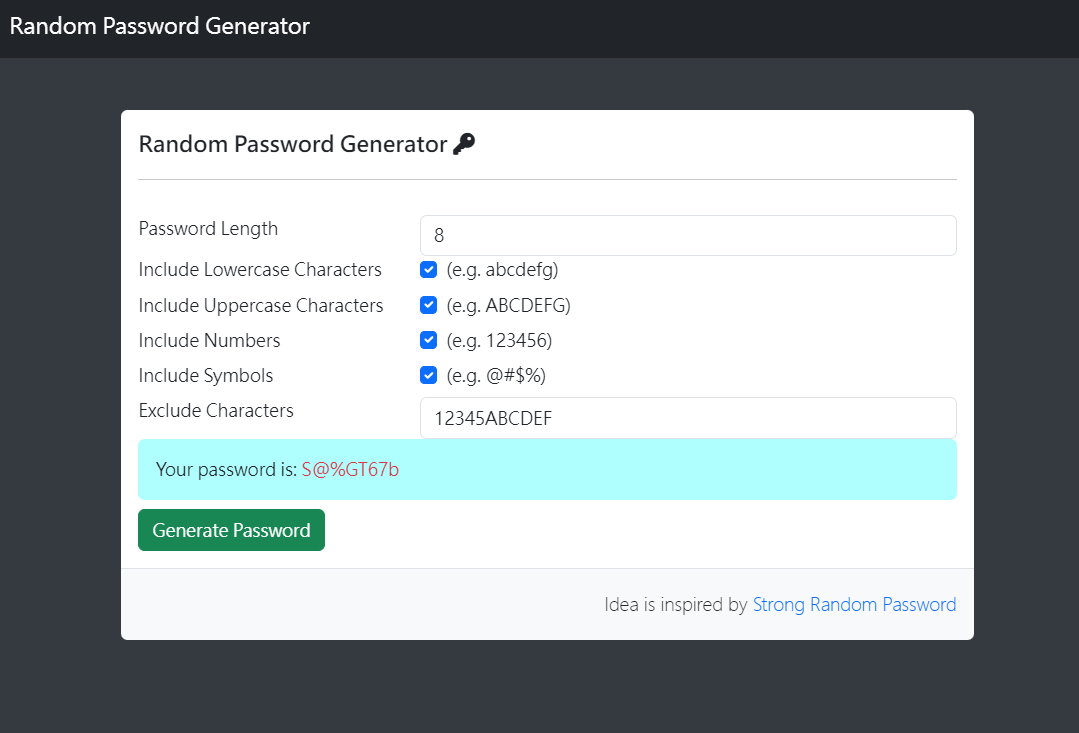 Random Password Generator
Random Password Generator
Password Length 8
Include Lowercase Characters (e.g. abcdefg)
Include Uppercase Characters (e.g. ABCDEFG)
Include Numbers (e.g. 123456)
Include Symbols (e.g. @#$%)
Exclude Characters 12345ABCDEF
Your password is: S@%GT67b
Generate Password
Idea is inspired by Strong Random Password